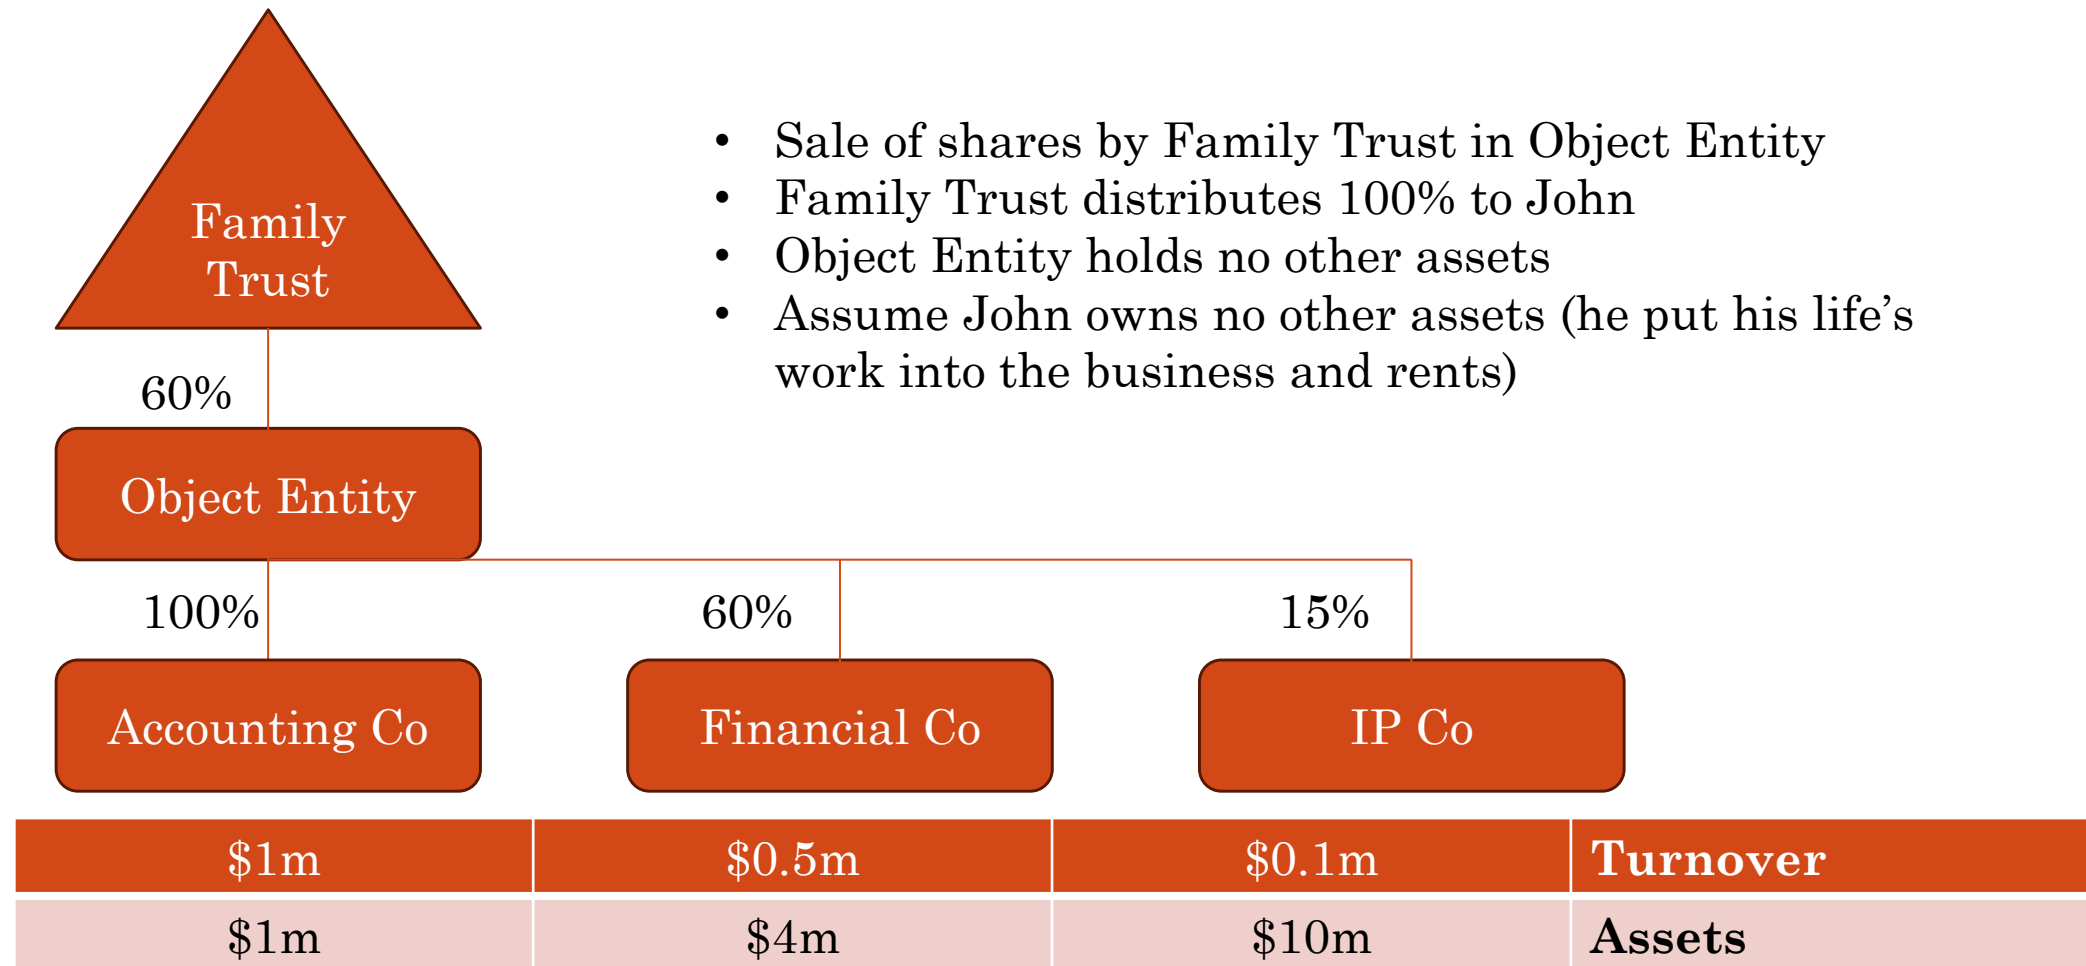 Family
Trust
• Sale of shares by Family Trust in Object Entity
• Family Trust distributes 100% to John
• Object Entity holds no other assets
• Assume John owns no other assets (he put his life’s
work into the business and rents)
60%
Object Entity
100%
60%
15%
Accounting Co
Financial Co
IP Co
$1m $0.5m $0.1m Turnover
$1m $4m $10m Assets